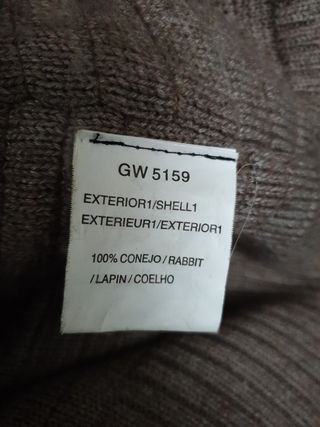 GW 5159
EXTERIOR1/SHELL1
EXTERIEUR1/EXTERIOR1
100% CONEJO / RABBIT
/ LAPIN / COELHO